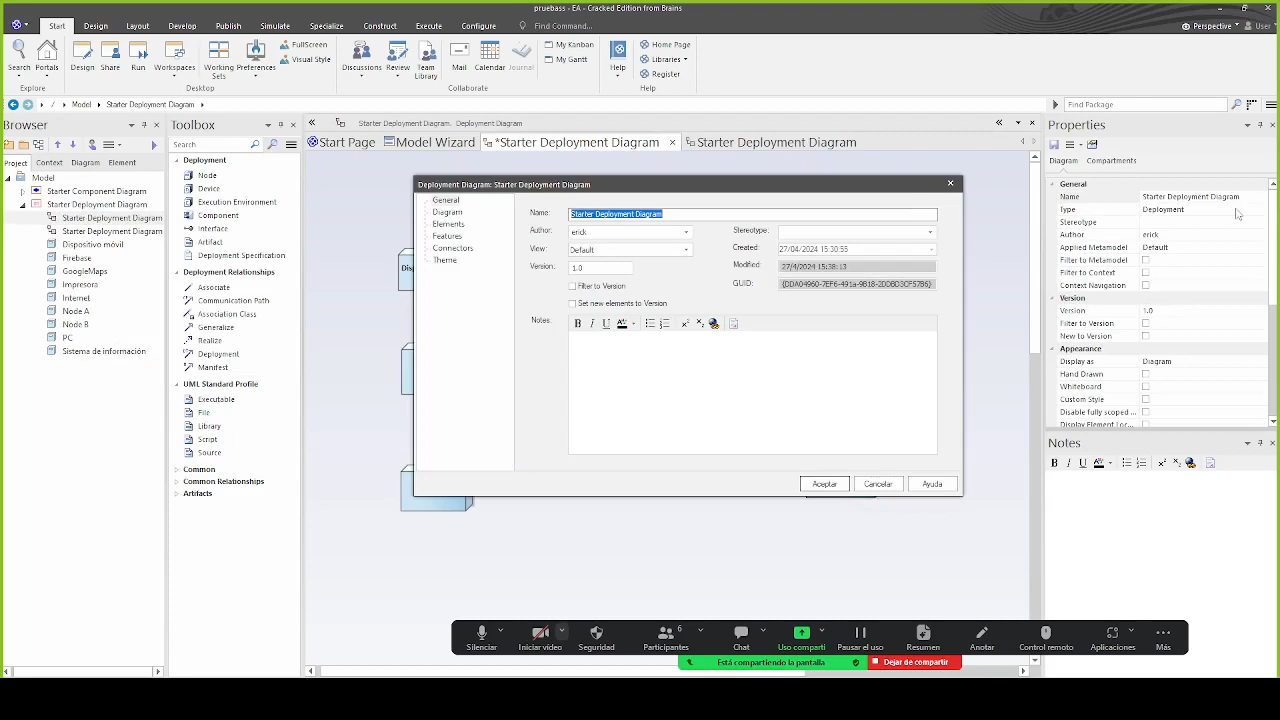 pruebass - EA - Cracked Edition from Brains
Start Design Layout Develop Publish Simulate Specialize Construct Execute Configure Find Command... Perspective User
Search Portals Design Share Run Workspaces Working Sets Preferences FullScreen Visual Style Discussions Review Team Library Mail Calendar Journal My Kanban My Gantt Help Home Page Libraries Register
Explore Desktop Collaborate Help
Model Starter Deployment Diagram Find Package
Browser
Project Context Diagram Element
Model
Starter Component Diagram
Starter Deployment Diagram
Starter Deployment Diagram
Starter Deployment Diagram
Dispositivo móvil
Firebase
GoogleMaps
Impresora
Internet
Node A
Node B
PC
Sistema de información
Toolbox
Search
Deployment
Node
Device
Execution Environment
Component
Interface
Artifact
Deployment Specification
Deployment Relationships
Associate
Communication Path
Association Class
Generalize
Realize
Deployment
Manifest
UML Standard Profile
Executable
File
Library
Script
Source
Common
Common Relationships
Artifacts
Starter Deployment Diagram, Deployment Diagram
Start Page Model Wizard *Starter Deployment Diagram Starter Deployment Diagram
Deployment Diagram: Starter Deployment Diagram
General
Diagram
Elements
Features
Connectors
Theme
Name: Starter Deployment Diagram
Author: erick Stereotype:
View: Default Created: 27/04/2024 15:30:55
Version: 1.0 Modified: 27/4/2024 15:38:13
Filter to Version GUID: {DDA04960-7EF6-491a-9B18-2DD8D3CF57B6}
Set new elements to Version
Notes:
Aceptar Cancelar Ayuda
Properties
Diagram Compartments
General
Name Starter Deployment Diagram
Type Deployment
Stereotype
Author erick
Applied Metamodel Default
Filter to Metamodel
Filter to Context
Context Navigation
Version
Version 1.0
Filter to Version
New to Version
Appearance
Display as Diagram
Hand Drawn
Whiteboard
Custom Style
Disable fully scoped ...
Display Element Loc...
Notes
Silenciar Iniciar video Seguridad Participantes 6 Chat Uso comparti Pausar el uso Resumen Anotar Control remoto Aplicaciones Más
Está compartiendo la pantalla Dejar de compartir